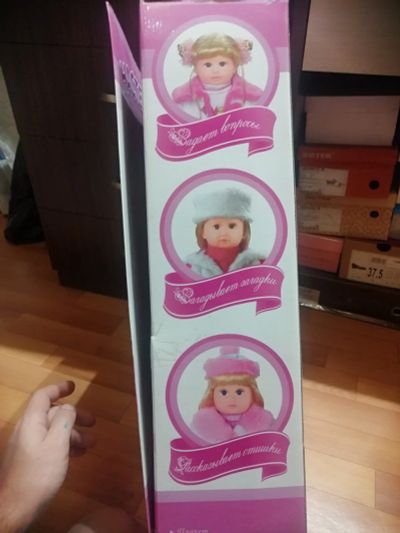 Задает вопросы
Загадывает загадки
Рассказывает стишки
37.5